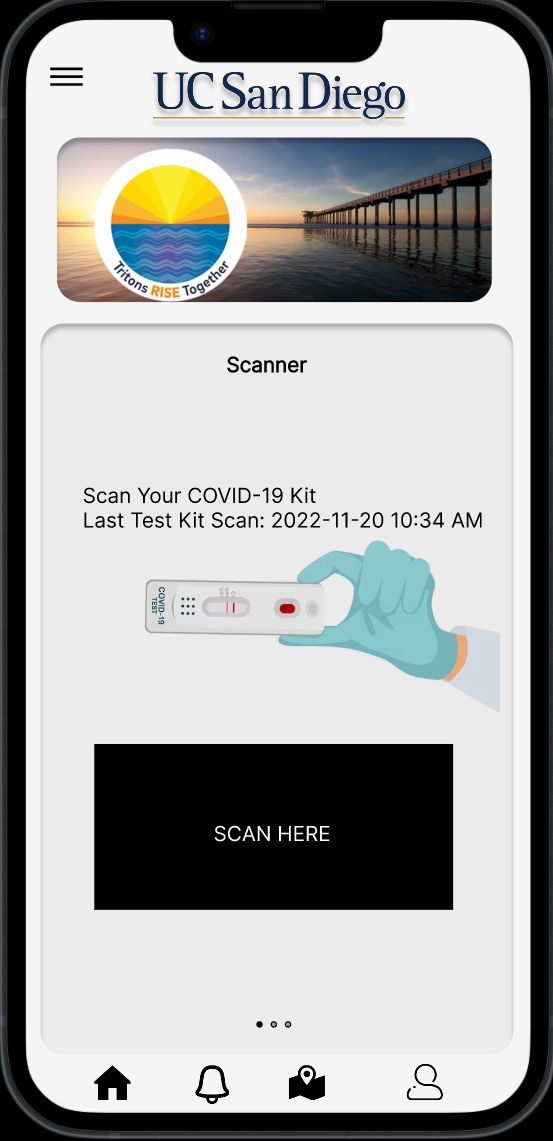 UC San Diego
Tritons RISE Together
Scanner
Scan Your COVID-19 Kit
Last Test Kit Scan: 2022-11-20 10:34 AM
COVID-19
TEST
SCAN HERE